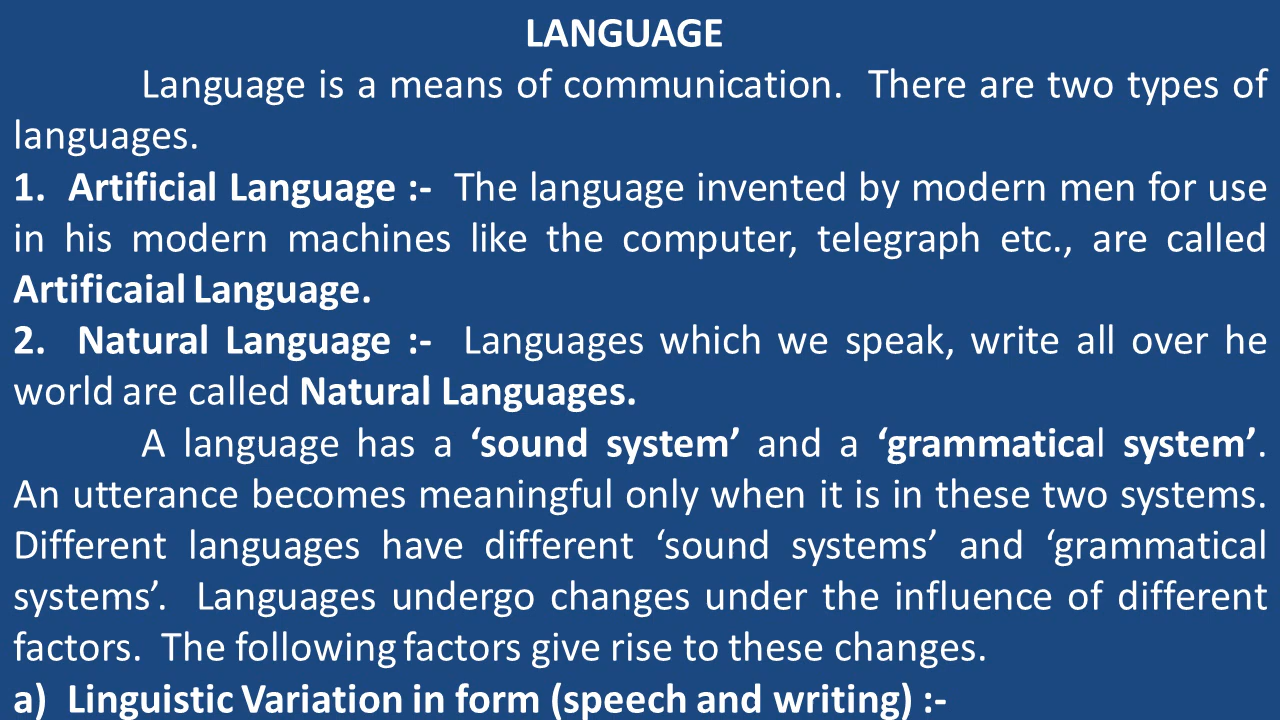 LANGUAGE
Language is a means of communication. There are two types of
languages.
1. Artificial Language :- The language invented by modern men for use
in his modern machines like the computer, telegraph etc., are called
Artificaial Language.
2. Natural Language :- Languages which we speak, write all over he
world are called Natural Languages.
A language has a ‘sound system’ and a ‘grammatical system’.
An utterance becomes meaningful only when it is in these two systems.
Different languages have different ‘sound systems’ and ‘grammatical
systems’. Languages undergo changes under the influence of different
factors. The following factors give rise to these changes.
a) Linguistic Variation in form (speech and writing) :-